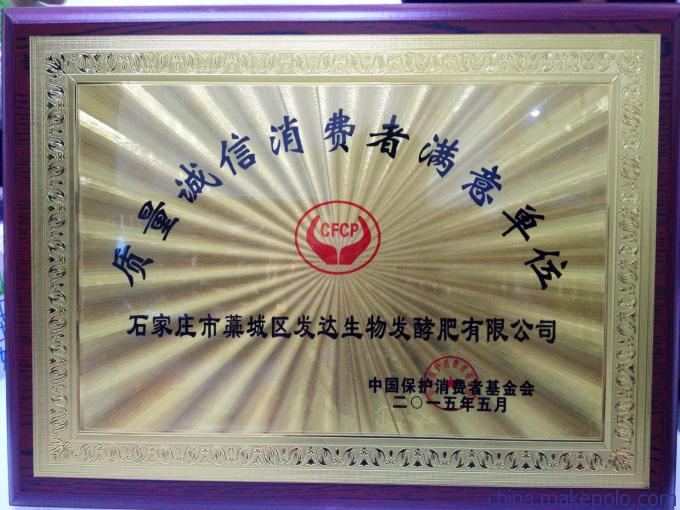 质量诚信消费者满意单位
CFCP
石家庄市藁城区发达生物发酵肥有限公司
中国保护消费者基金会
二〇一五年五月
china.makepolo.com